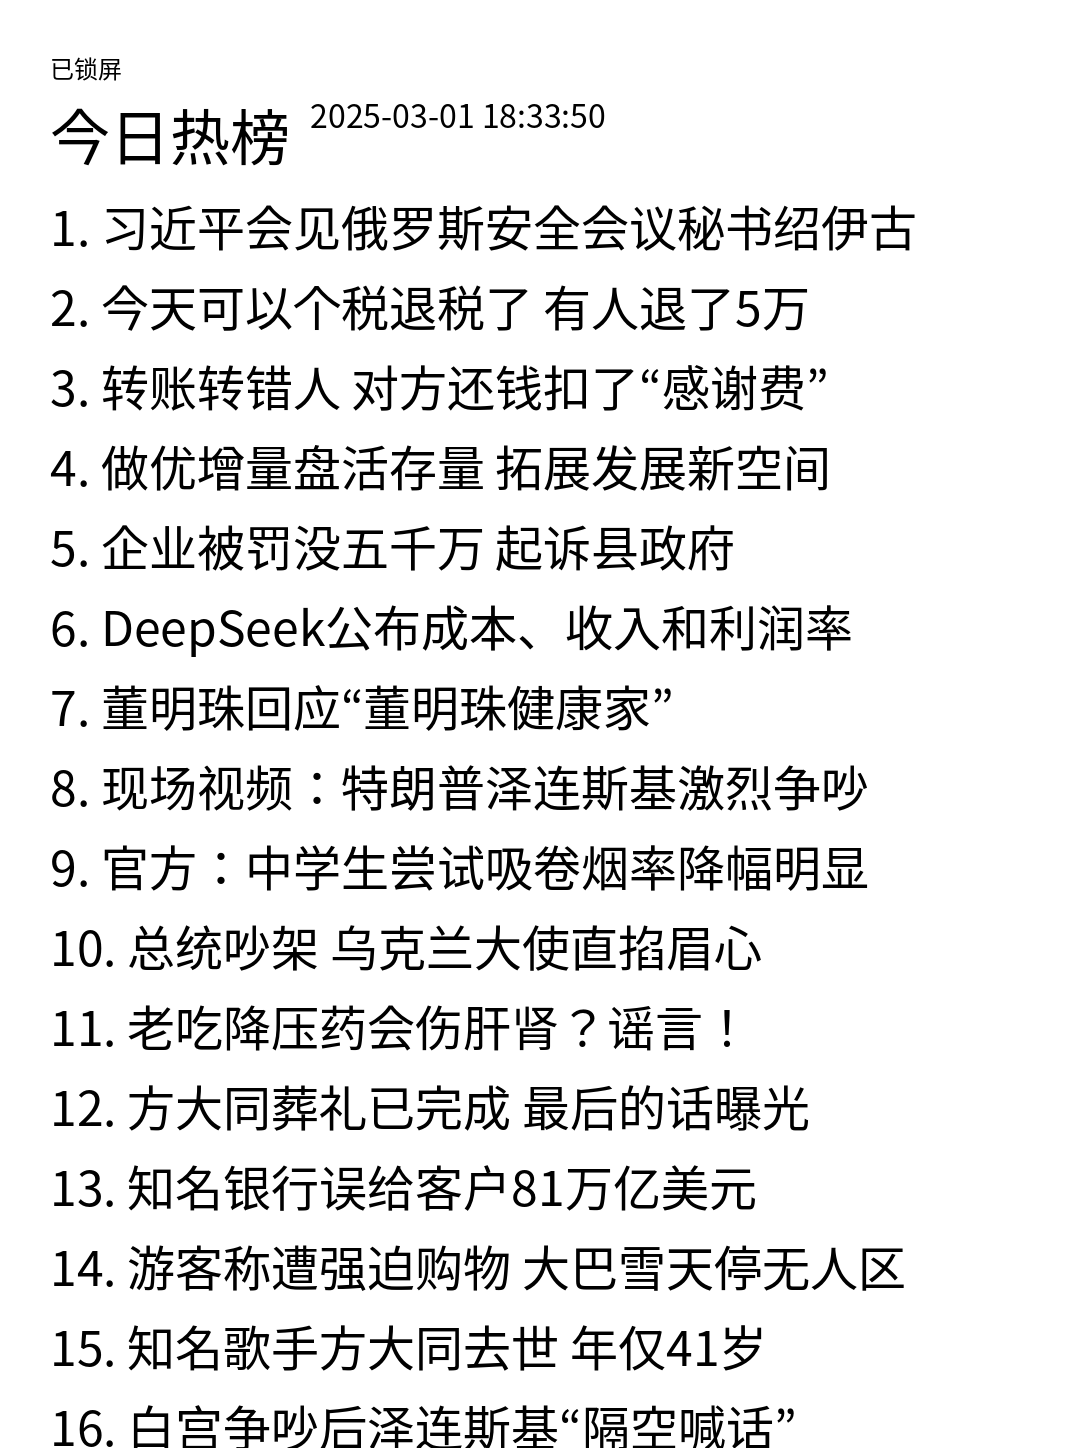 已锁屏
今日热榜 2025-03-01 18:33:50
1. 习近平会见俄罗斯安全会议秘书绍伊古
2. 今天可以个税退税了 有人退了5万
3. 转账转错人 对方还钱扣了“感谢费”
4. 做优增量盘活存量 拓展发展新空间
5. 企业被罚没五千万 起诉县政府
6. DeepSeek公布成本、收入和利润率
7. 董明珠回应“董明珠健康家”
8. 现场视频：特朗普泽连斯基激烈争吵
9. 官方：中学生尝试吸卷烟率降幅明显
10. 总统吵架 乌克兰大使直掐眉心
11. 老吃降压药会伤肝肾？谣言！
12. 方大同葬礼已完成 最后的话曝光
13. 知名银行误给客户81万亿美元
14. 游客称遭强迫购物 大巴雪天停无人区
15. 知名歌手方大同去世 年仅41岁
16. 白宫争吵后泽连斯基“隔空喊话”